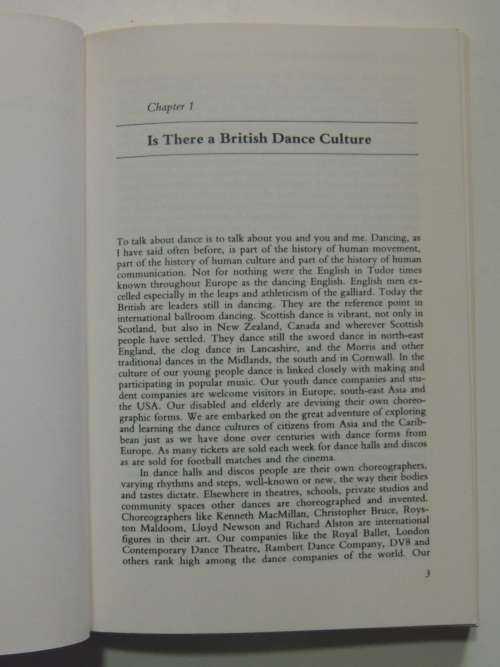 Chapter 1
Is There a British Dance Culture
To talk about dance is to talk about you and you and me. Dancing, as
I have said often before, is part of the history of human movement,
part of the history of human culture and part of the history of human
communication. Not for nothing were the English in Tudor times
known throughout Europe as the dancing English. English men ex-
celled especially in the leaps and athleticism of the galliard. Today the
British are leaders still in dancing. They are the reference point in
international ballroom dancing. Scottish dance is vibrant, not only in
Scotland, but also in New Zealand, Canada and wherever Scottish
people have settled. They dance still the sword dance in north-east
England, the clog dance in Lancashire, and the Morris and other
traditional dances in the Midlands, the south and in Cornwall. In the
culture of our young people dance is linked closely with making and
participating in popular music. Our youth dance companies and stu-
dent companies are welcome visitors in Europe, south-east Asia and
the USA. Our disabled and elderly are devising their own choreo-
graphic forms. We are embarked on the great adventure of exploring
and learning the dance cultures of citizens from Asia and the Carib-
bean just as we have done over centuries with dance forms from
Europe. As many tickets are sold each week for dance halls and discos
as are sold for football matches and the cinema.
In dance halls and discos people are their own choreographers,
varying rhythms and steps, well-known or new, the way their bodies
and tastes dictate. Elsewhere in theatres, schools, private studios and
community spaces other dances are choreographed and invented.
Choreographers like Kenneth MacMillan, Christopher Bruce, Roys-
ton Maldoom, Lloyd Newson and Richard Alston are international
figures in their art. Our companies like the Royal Ballet, London
Contemporary Dance Theatre, Rambert Dance Company, DV8 and
others rank high among the dance companies of the world. Our
3